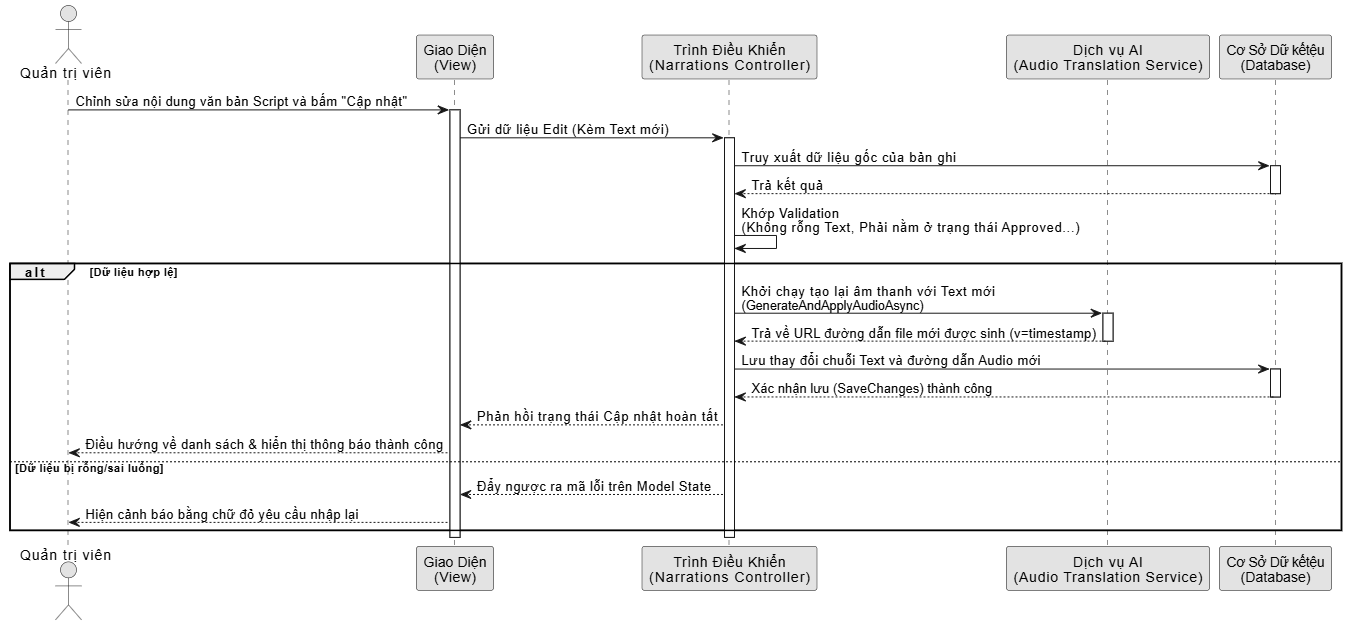 Quản trị viên
Giao Diện
(View)
Trình Điều Khiển
(Narrations Controller)
Dịch vụ AI
(Audio Translation Service)
Cơ Sở Dữ kếtệu
(Database)
Chỉnh sửa nội dung văn bản Script và bấm "Cập nhật"
Gửi dữ liệu Edit (Kèm Text mới)
Truy xuất dữ liệu gốc của bản ghi
Trả kết quả
Khớp Validation
(Không rỗng Text, Phải nằm ở trạng thái Approved...)
alt
[Dữ liệu hợp lệ]
Khởi chạy tạo lại âm thanh với Text mới
(GenerateAndApplyAudioAsync)
Trả về URL đường dẫn file mới được sinh (v=timestamp)
Lưu thay đổi chuỗi Text và đường dẫn Audio mới
Xác nhận lưu (SaveChanges) thành công
Phản hồi trạng thái Cập nhật hoàn tất
Điều hướng về danh sách & hiển thị thông báo thành công
[Dữ liệu bị rỗng/sai luồng]
Đẩy ngược ra mã lỗi trên Model State
Hiện cảnh báo bằng chữ đỏ yêu cầu nhập lại
Quản trị viên
Giao Diện
(View)
Trình Điều Khiển
(Narrations Controller)
Dịch vụ AI
(Audio Translation Service)
Cơ Sở Dữ kếtệu
(Database)